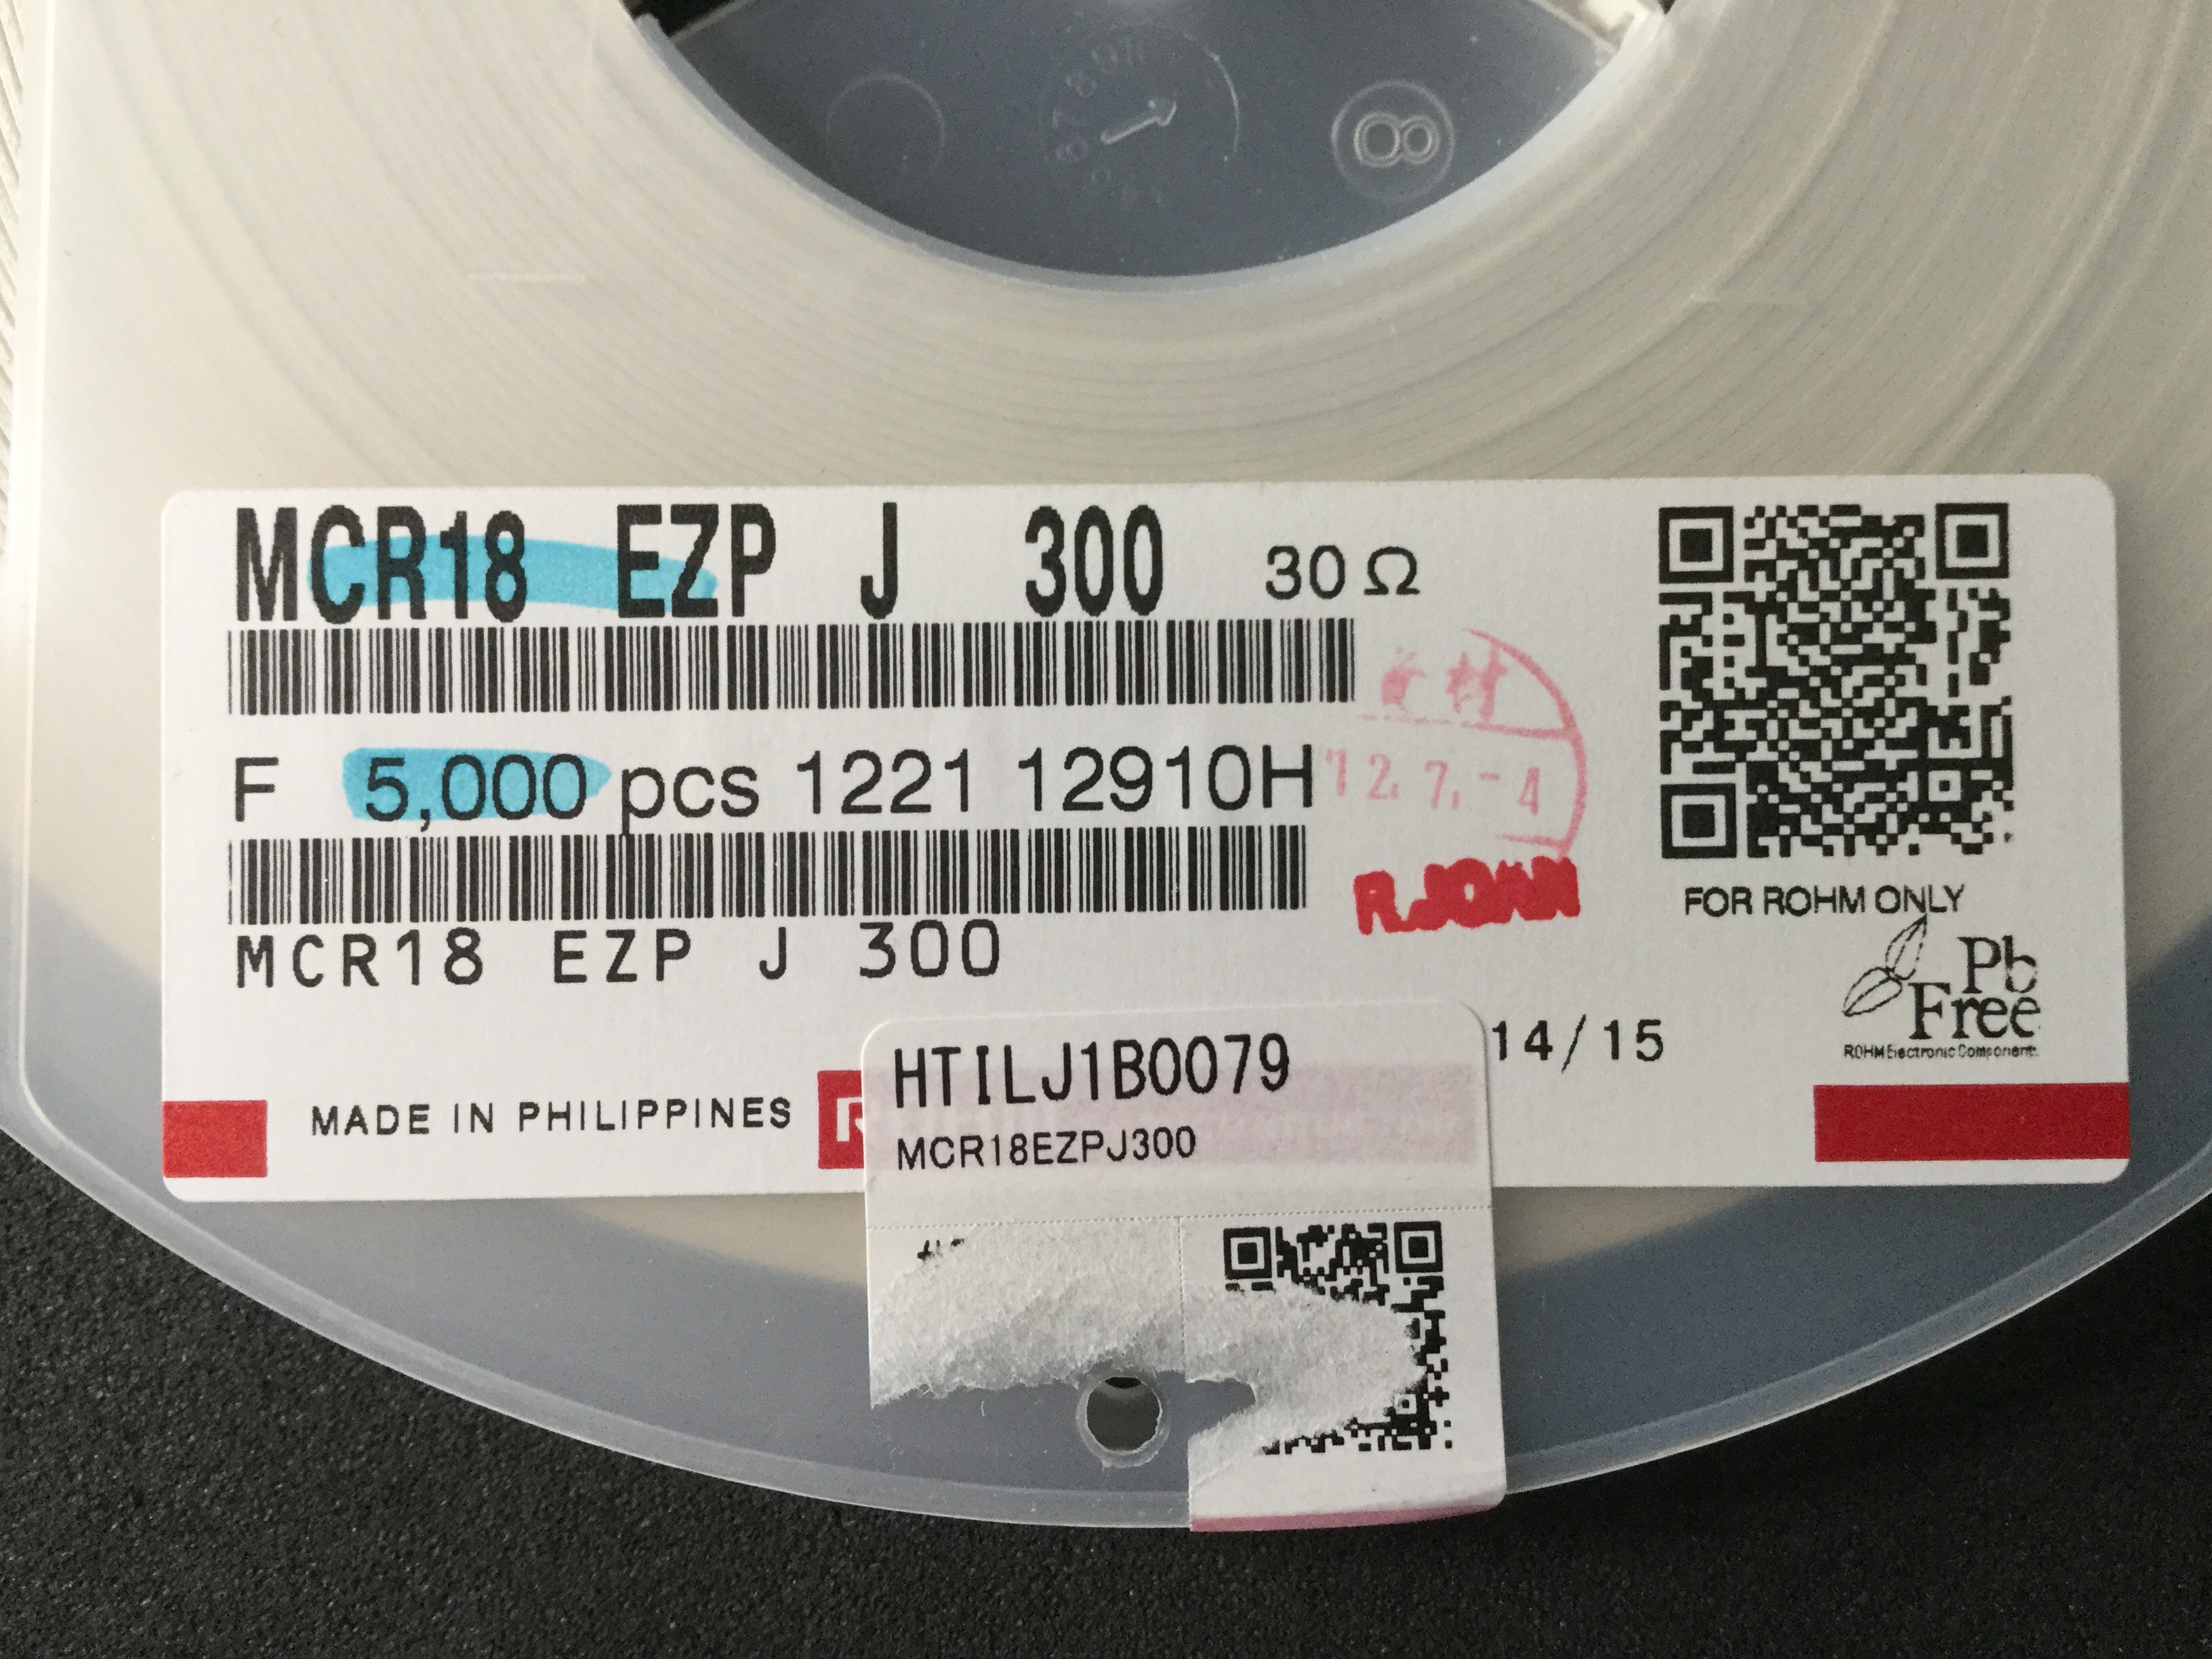 MCR18 EZP J 300 30Ω
F 5,000 pcs 1221 12910H
12.7.-4
R.JOAN
MCR18 EZP J 300
FOR ROHM ONLY
Pb
Free
ROHM Electronic Components
14/15
MADE IN PHILIPPINES
HTILJ1B0079
MCR18EZPJ300